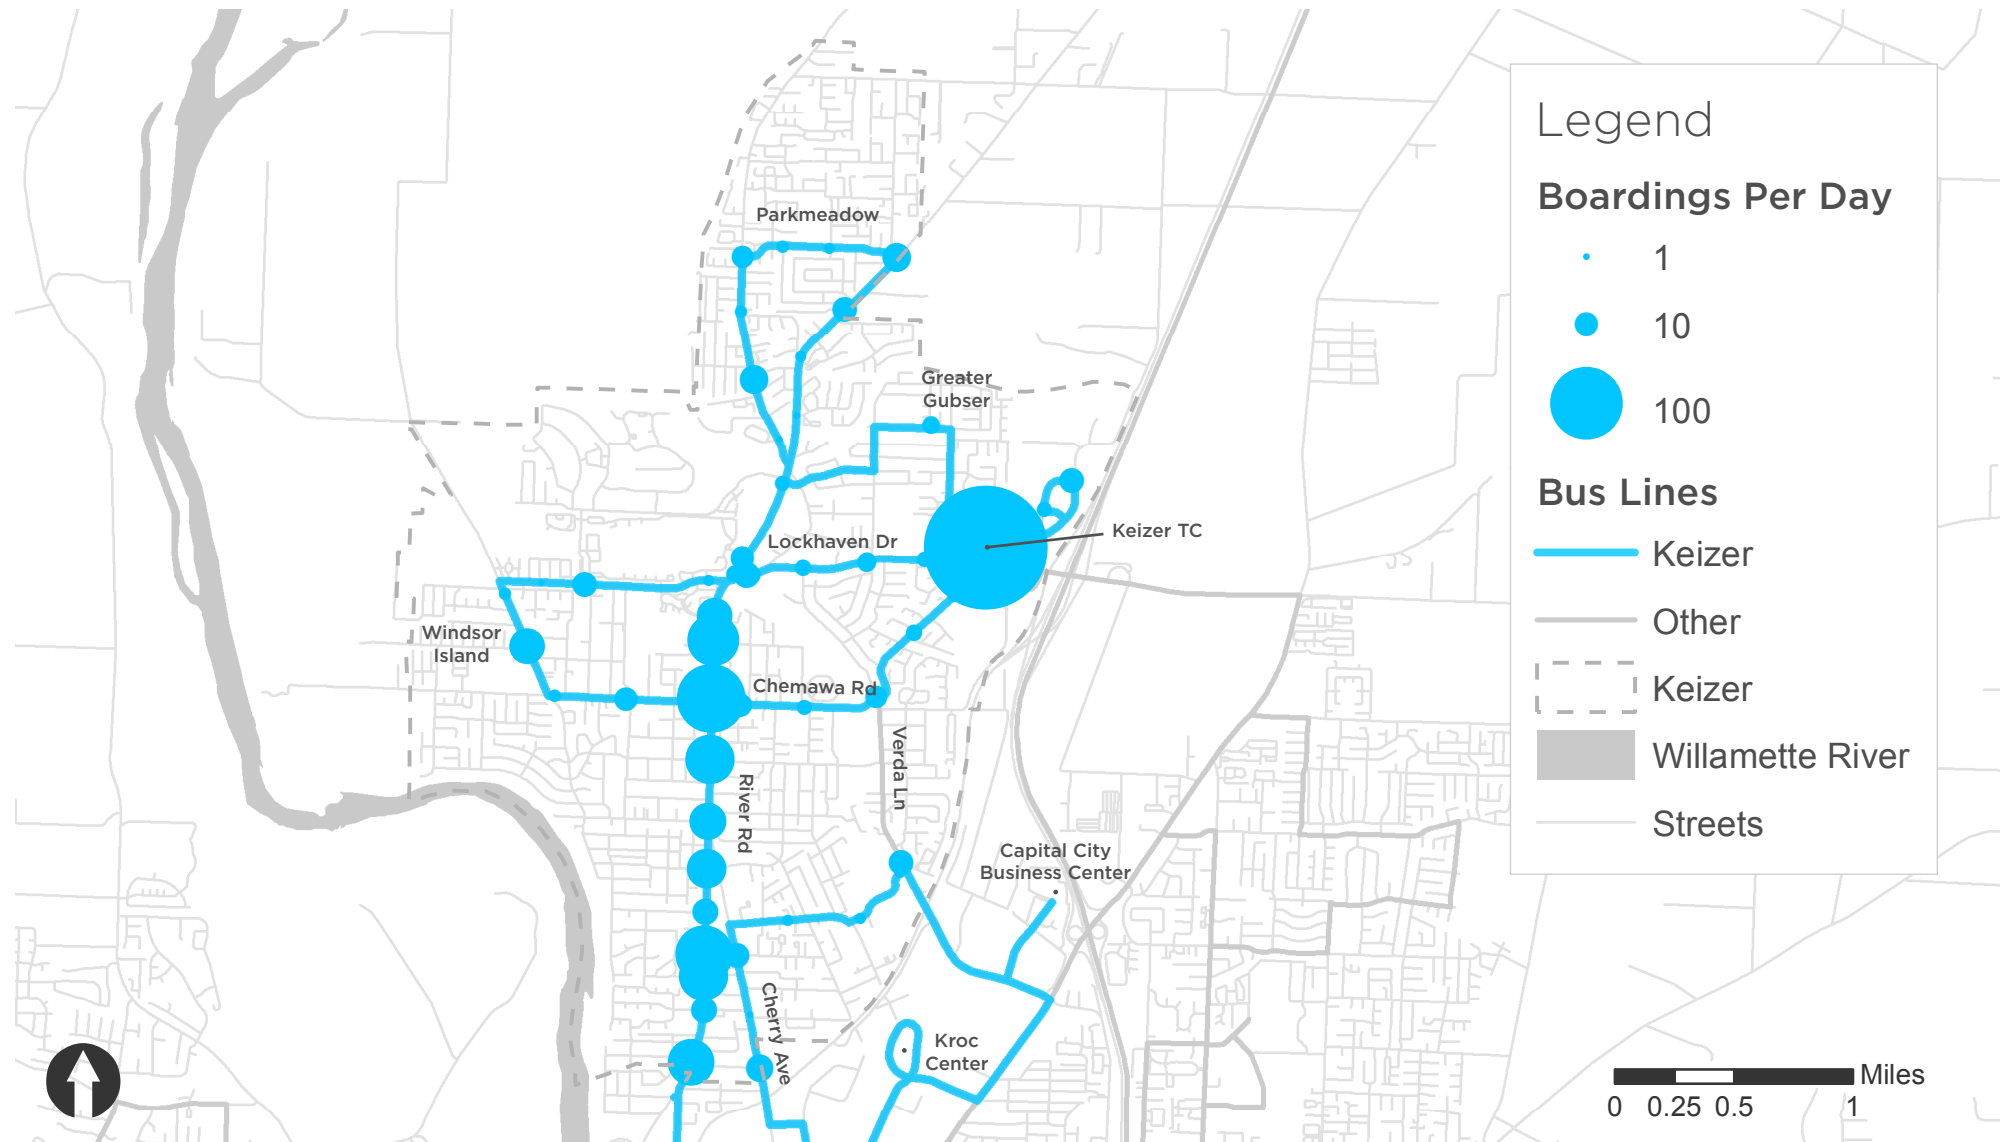 Legend
Boardings Per Day
1
10
100
Bus Lines
Keizer
Other
Keizer
Willamette River
Streets
Parkmeadow
Greater
Gubser
Keizer TC
Lockhaven Dr
Windsor
Island
Chemawa Rd
Verda Ln
River Rd
Capital City
Business Center
Cherry Ave
Kroc
Center
Miles
0 0.25 0.5 1